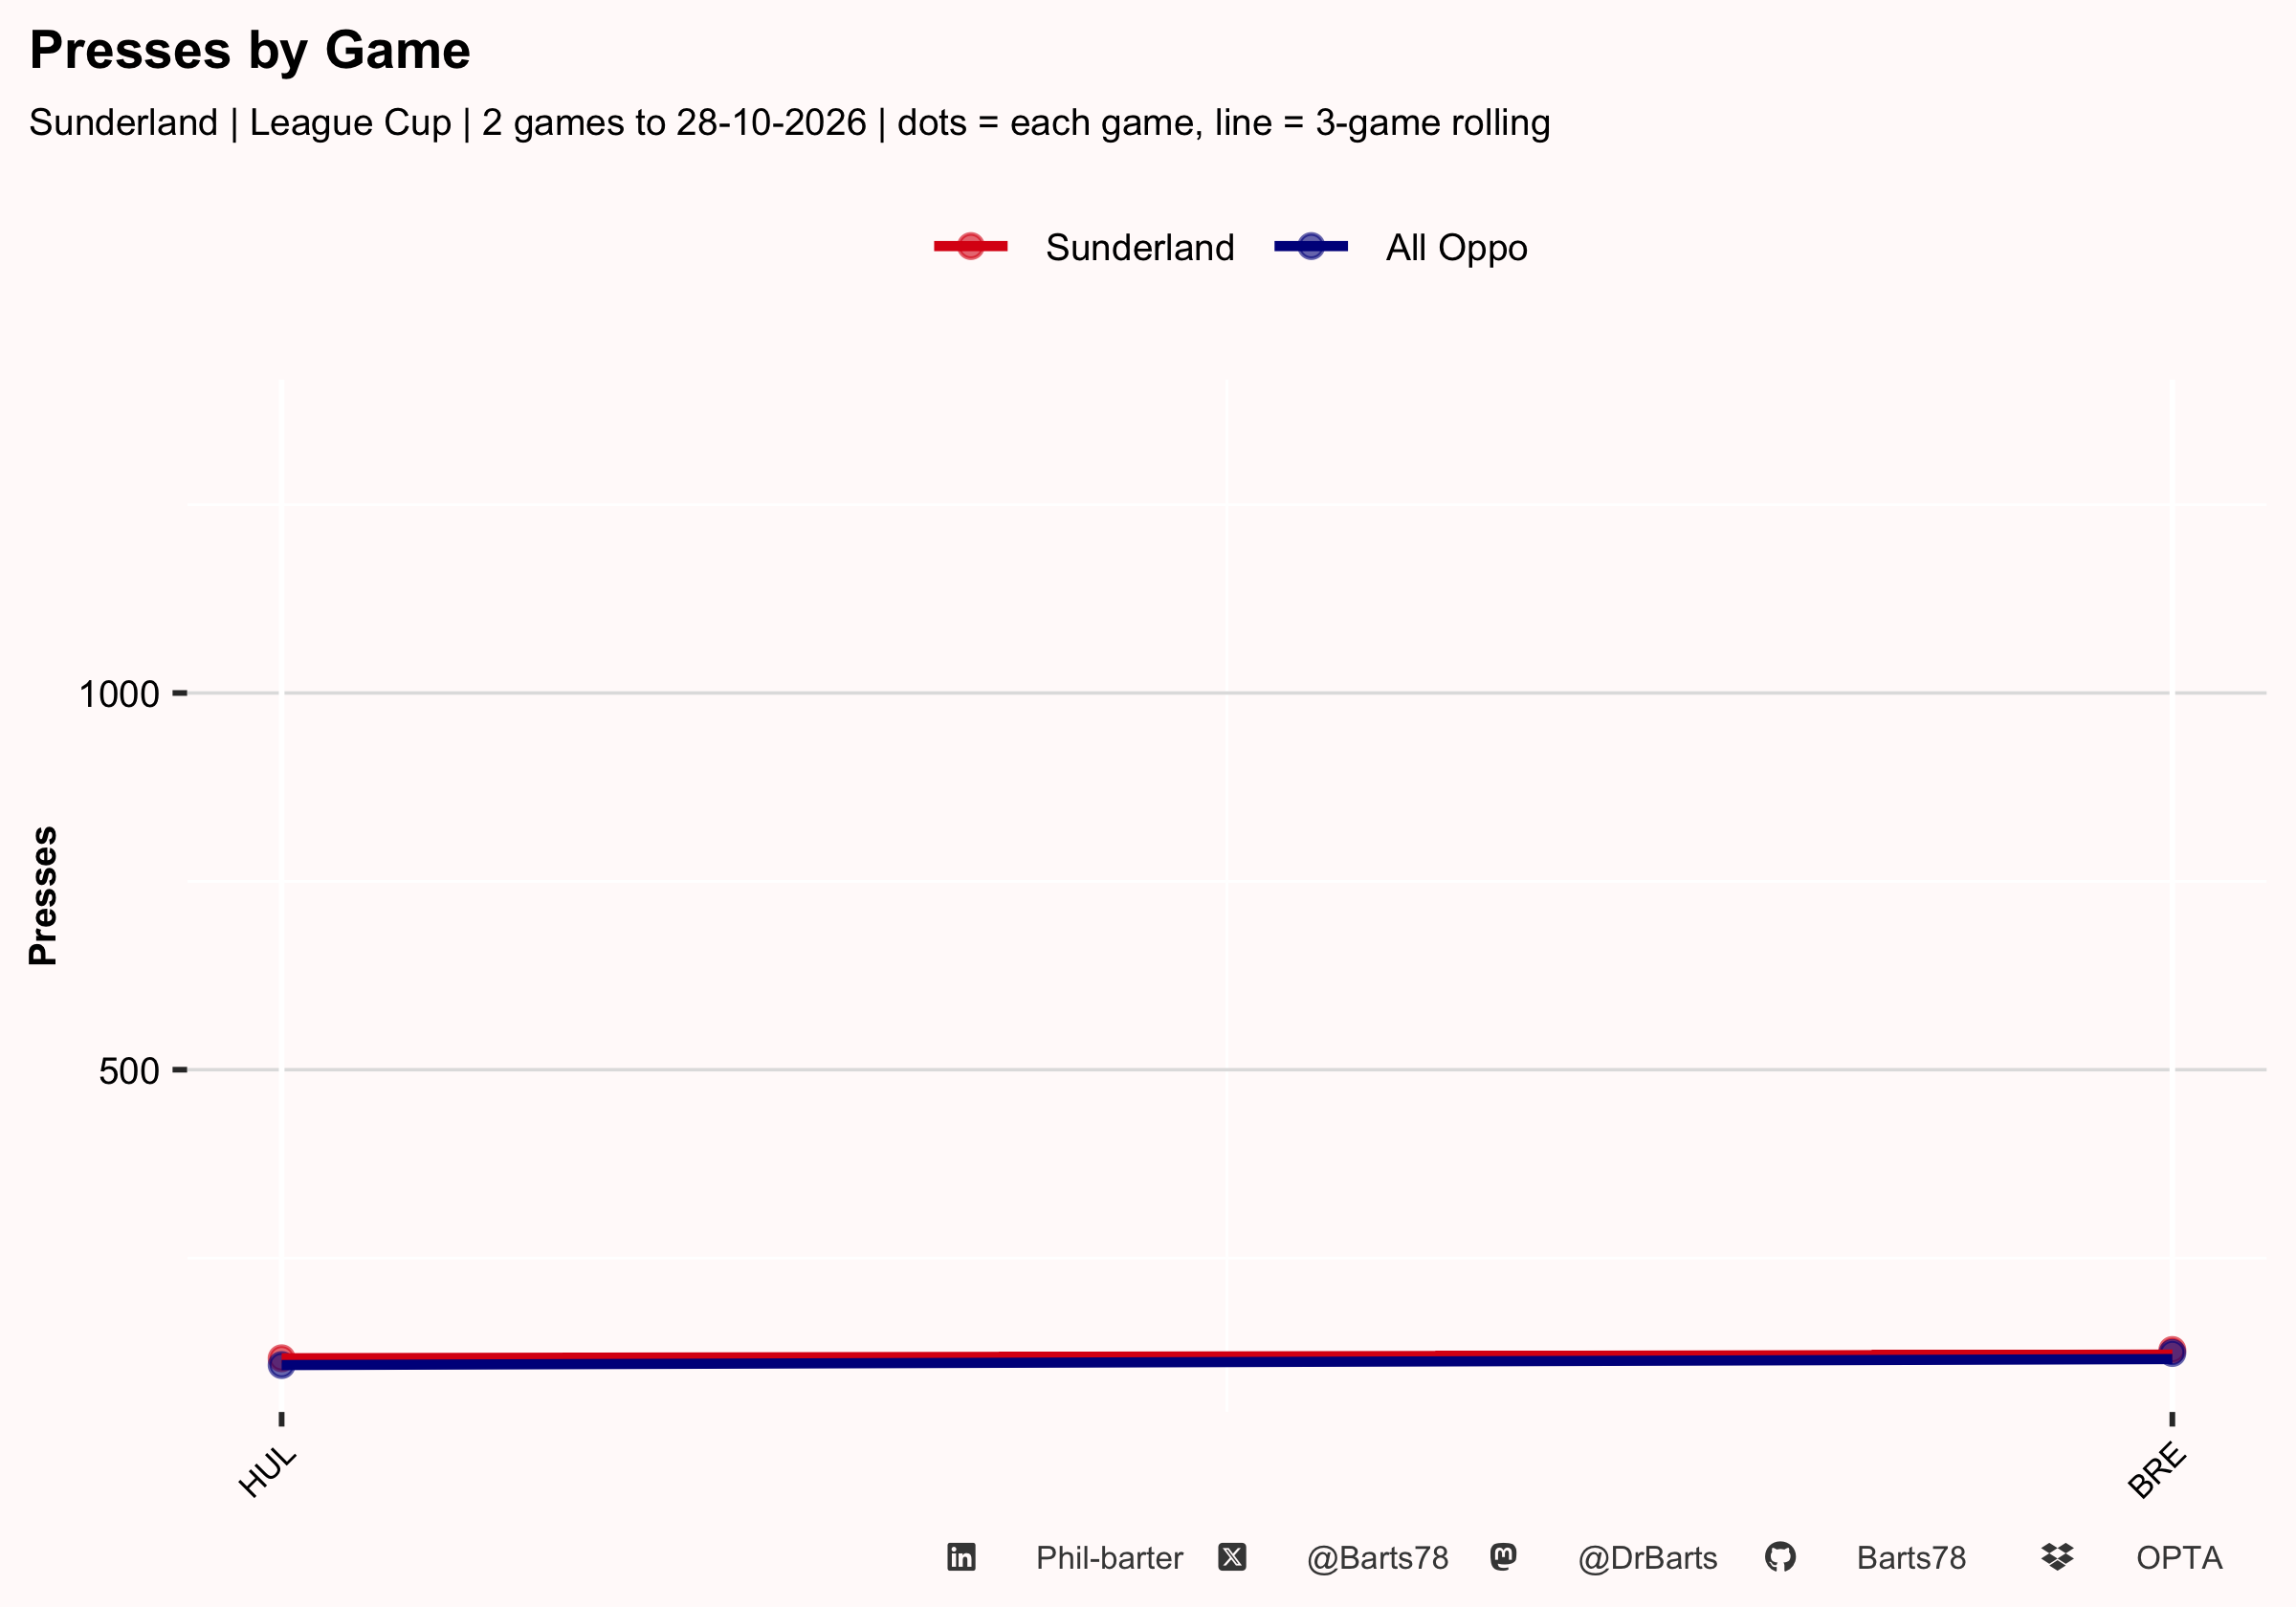 Presses by Game
Sunderland | League Cup | 2 games to 28-10-2026 | dots = each game, line = 3-game rolling
Sunderland All Oppo
1000
Presses
500
HUL BRE
Phil-barter @Barts78 @DrBarts Barts78 OPTA